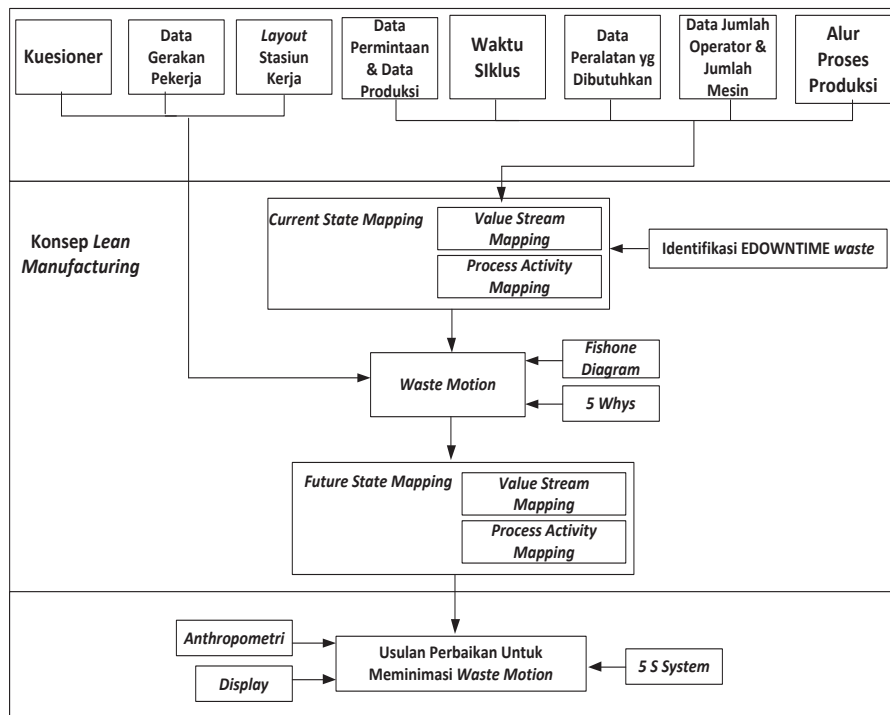 Kuesioner
Data
Gerakan
Pekerja
Layout
Stasiun
Kerja
Data
Permintaan
& Data
Produksi
Waktu
SIklus
Data
Peralatan yg
Dibutuhkan
Data Jumlah
Operator &
Jumlah
Mesin
Alur
Proses
Produksi
Konsep Lean
Manufacturing
Current State Mapping
Value Stream
Mapping
Process Activity
Mapping
Identifikasi EDOWNTIME waste
Waste Motion
Fishone
Diagram
5 Whys
Future State Mapping
Value Stream
Mapping
Process Activity
Mapping
Anthropometri
Display
Usulan Perbaikan Untuk
Meminimasi Waste Motion
5 S System